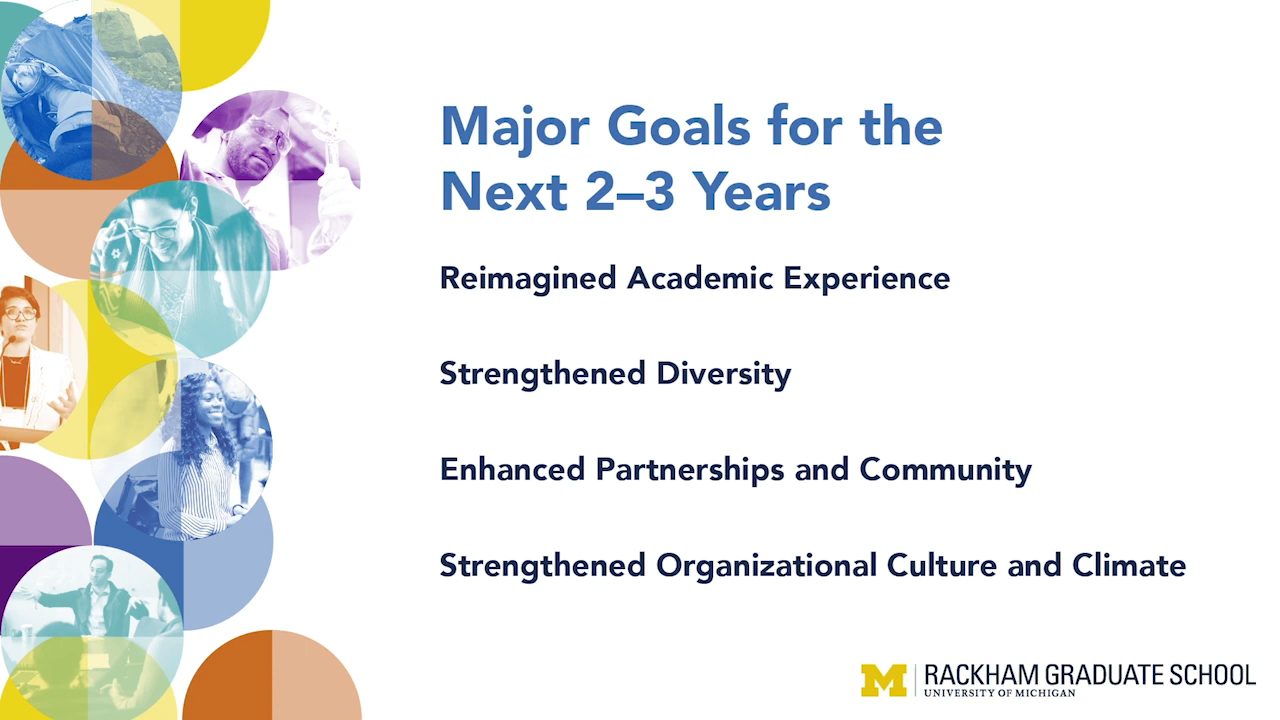 Major Goals for the
Next 2–3 Years
Reimagined Academic Experience
Strengthened Diversity
Enhanced Partnerships and Community
Strengthened Organizational Culture and Climate
M RACKHAM GRADUATE SCHOOL
UNIVERSITY OF MICHIGAN